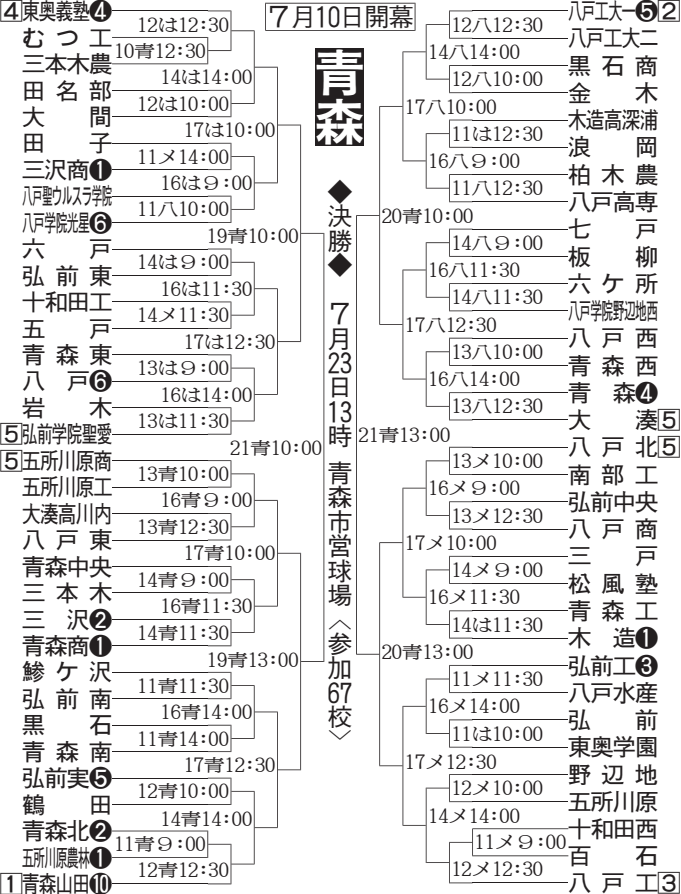 7月10日開幕
青森
◆決勝◆ 7月23日13時 青森市営球場〈参加67校〉
4 東奥義塾❹
むつ工
三本木農
田名部
大間
田子
三沢商❶
八戸聖ウルスラ学院
八戸学院光星❻
六戸
弘前東
十和田工
五戸
青森東
八戸❻
岩木
5 弘前学院聖愛
5 五所川原商
五所川原工
大湊高川内
八戸東
青森中央
三本木
三沢❷
青森商❶
鰺ケ沢
弘前南
黒石
青森南
弘前実❺
鶴田
青森北❷
五所川原農林❶
1 青森山田❿
12は12:30
10青12:30
14は14:00
12は10:00
17は10:00
11メ14:00
16は9:00
11八10:00
19青10:00
14は9:00
16は11:30
14メ11:30
17は12:30
13は9:00
16は14:00
13は11:30
21青10:00
13青10:00
16青9:00
13青12:30
17青10:00
14青9:00
16青11:30
14青11:30
19青13:00
11青11:30
16青14:00
11青14:00
17青12:30
12青10:00
14青14:00
11青9:00
12青12:30
八戸工大一❺ 2
八戸工大二
黒石商
金木
木造高深浦
浪岡
柏木農
八戸高専
七戸
板柳
六ケ所
八戸学院野辺地西
八戸西
青森西
青森❹
大湊 5
八戸北 5
南部工
弘前中央
八戸商
三戸
松風塾
青森工
木造❶
弘前工❸
八戸水産
弘前
東奥学園
野辺地
五所川原
十和田西
百石
八戸工 3
12八12:30
14八14:00
12八10:00
17八10:00
11は12:30
16八9:00
11八12:30
20青10:00
14八9:00
16八11:30
14八11:30
17八12:30
13八10:00
16八14:00
13八12:30
21青13:00
13メ10:00
16メ9:00
13メ12:30
17メ10:00
14メ9:00
16メ11:30
14は11:30
20青13:00
11メ11:30
16メ14:00
11は10:00
17メ12:30
12メ10:00
14メ14:00
11メ9:00
12メ12:30